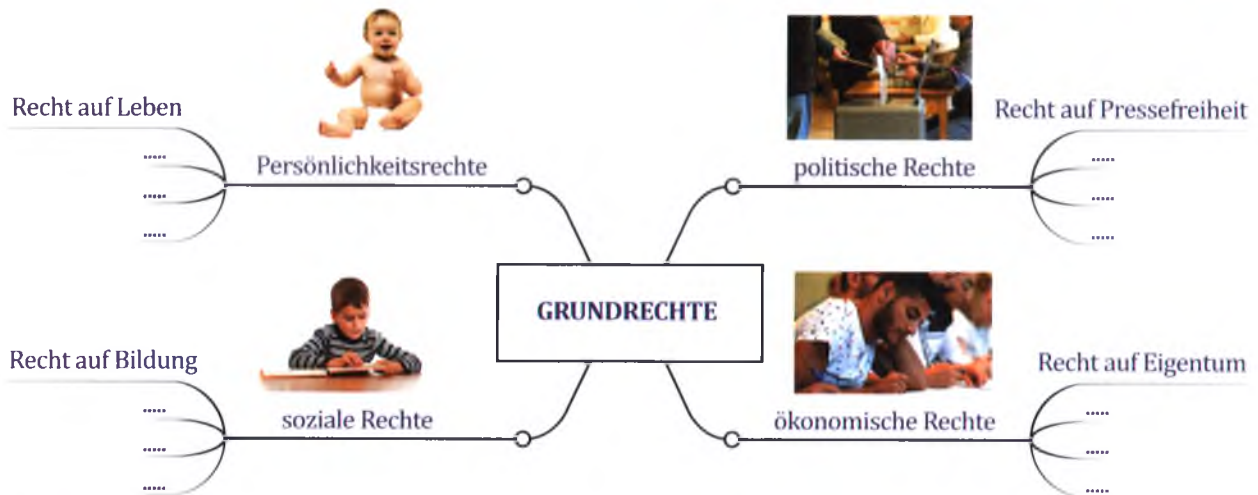 Recht auf Leben
.....
.....
.....
Persönlichkeitsrechte
Recht auf Pressefreiheit
.....
.....
.....
politische Rechte
GRUNDRECHTE
Recht auf Bildung
.....
.....
.....
soziale Rechte
Recht auf Eigentum
.....
.....
.....
ökonomische Rechte